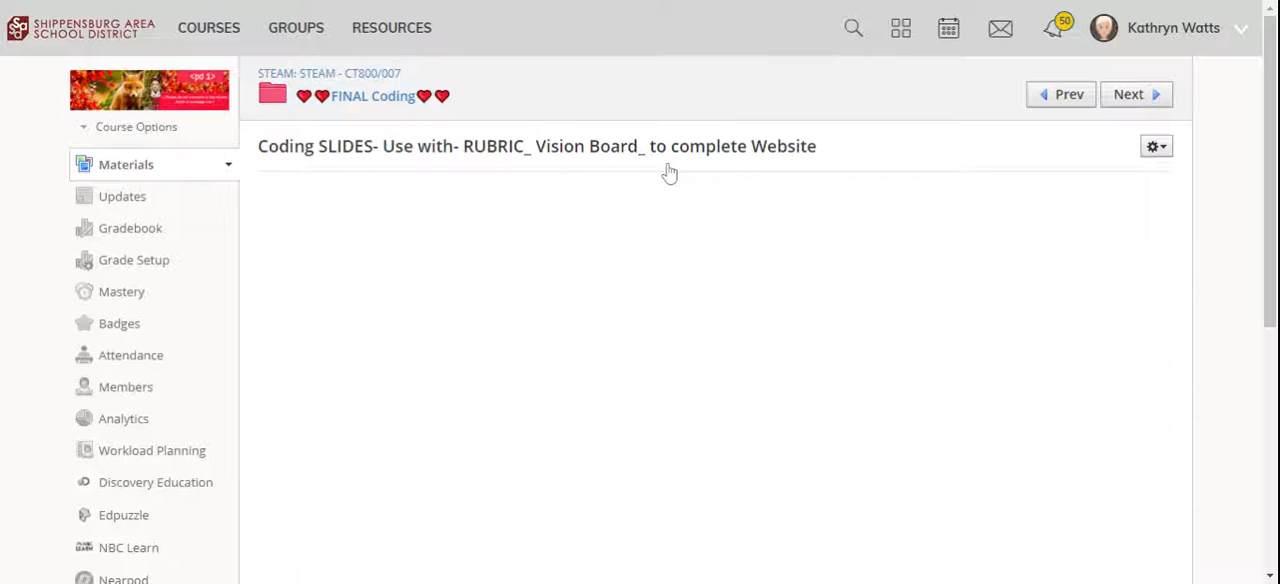 SHIPPENSBURG AREA
SCHOOL DISTRICT
COURSES
GROUPS
RESOURCES
50
Kathryn Watts
<pd 1>
STEAM: STEAM - CT800/007
FINAL Coding
Prev
Next
Course Options
Coding SLIDES- Use with- RUBRIC_ Vision Board_ to complete Website
Materials
Updates
Gradebook
Grade Setup
Mastery
Badges
Attendance
Members
Analytics
Workload Planning
Discovery Education
Edpuzzle
NBC Learn
Nearpod